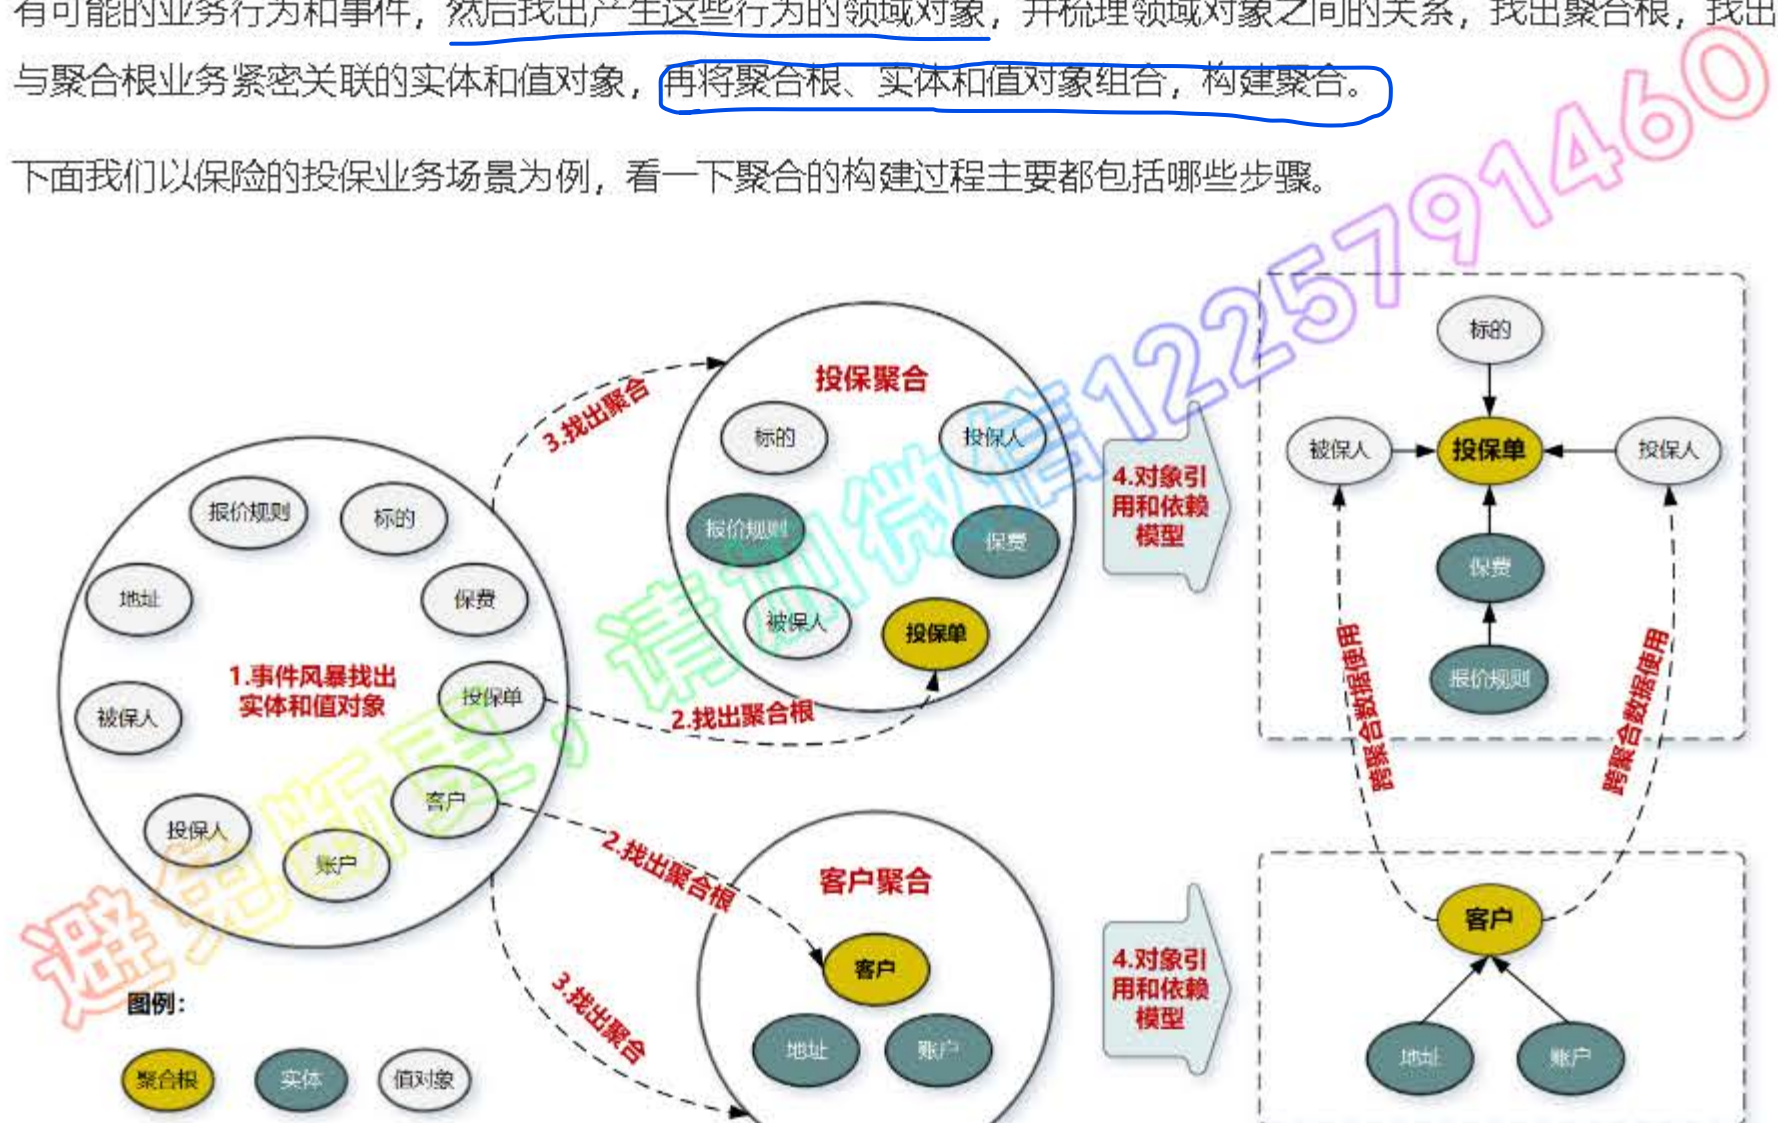 有可能的业务行为和事件，然后找出产生这些行为的领域对象，并梳理领域对象之间的关系，找出聚合根，找出
与聚合根业务紧密关联的实体和值对象，再将聚合根、实体和值对象组合，构建聚合。
下面我们以保险的投保业务场景为例，看一下聚合的构建过程主要都包括哪些步骤。
报价规则
标的
地址
保费
1.事件风暴找出
实体和值对象
被保人
投保单
客户
投保人
账户
3.找出聚合
2.找出聚合根
2.找出聚合根
3.找出聚合
投保聚合
标的
投保人
报价规则
保费
被保人
投保单
客户聚合
客户
地址
账户
4.对象引
用和依赖
模型
4.对象引
用和依赖
模型
标的
被保人
投保单
投保人
保费
报价规则
跨聚合数据使用
跨聚合数据使用
客户
地址
账户
图例：
聚合根
实体
值对象
避免断更，请加微信1225791460